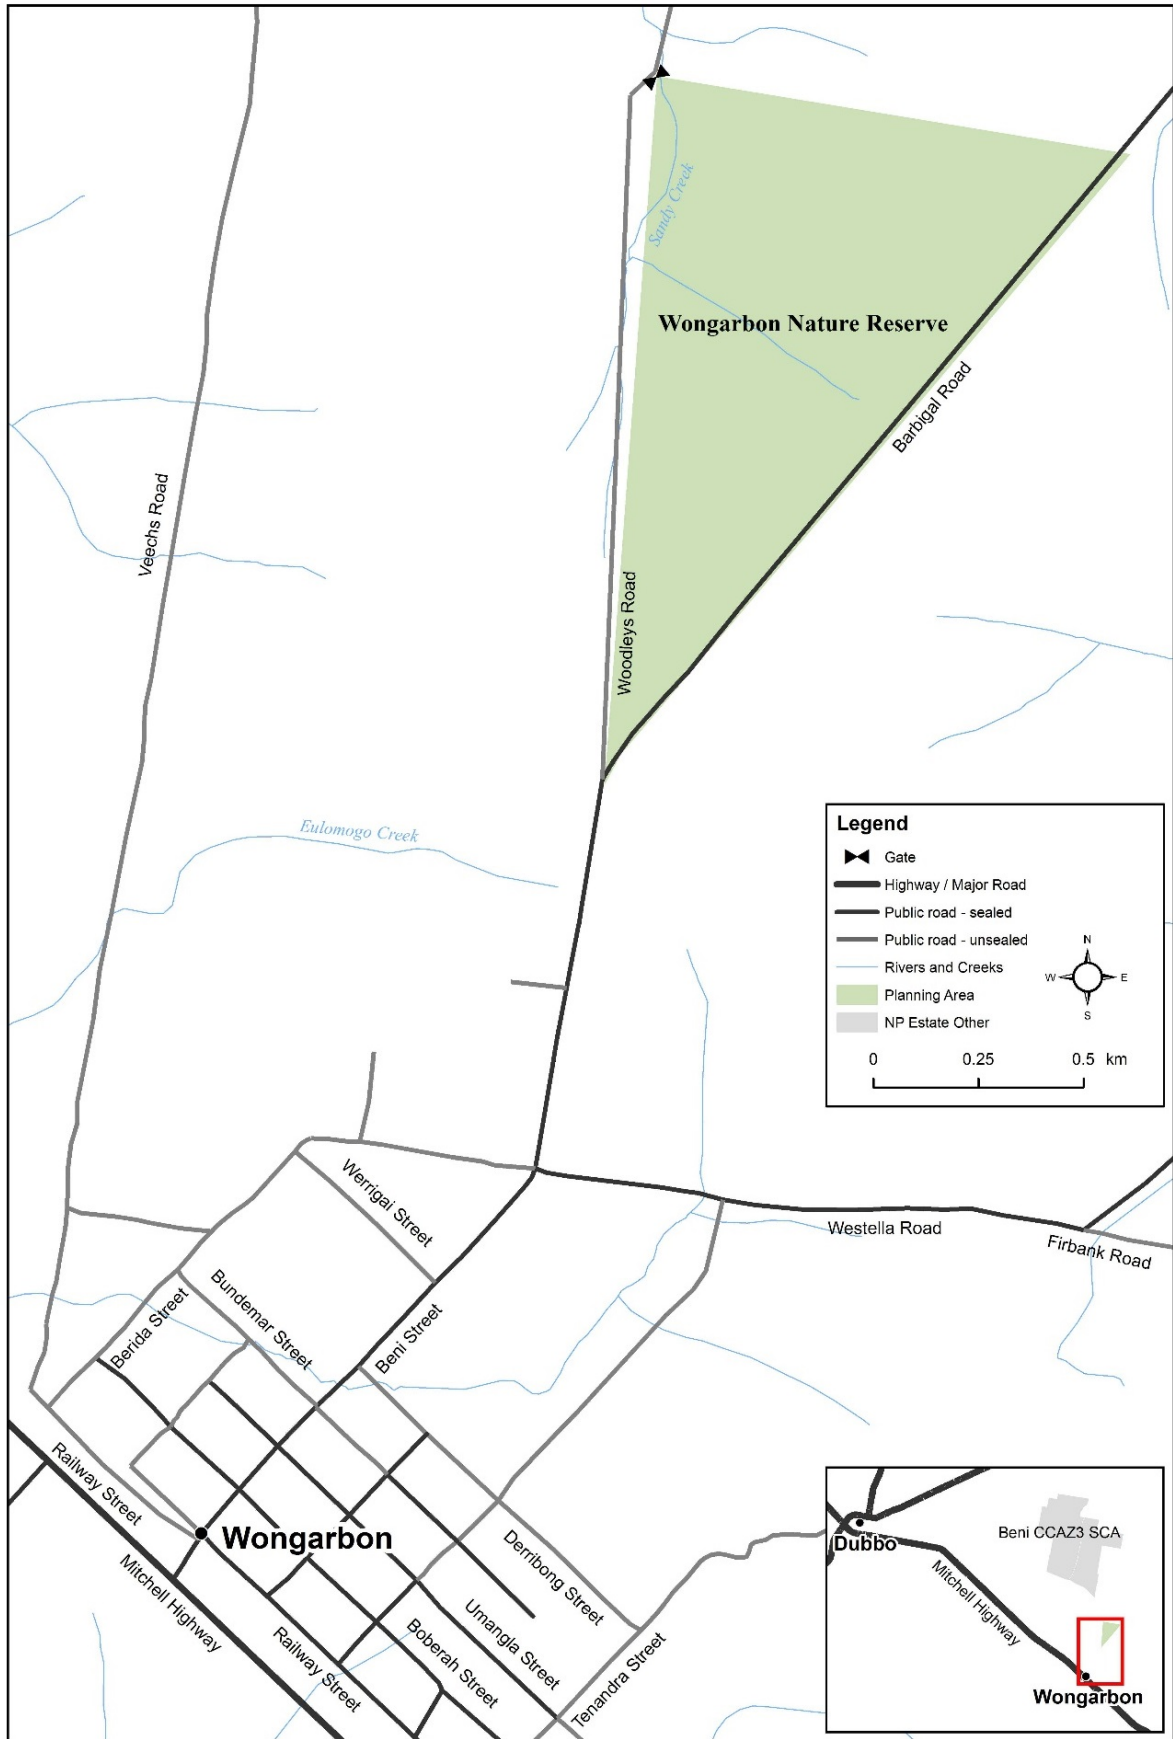 Sandy Creek
Wongarbon Nature Reserve
Barbigal Road
Veechs Road
Woodleys Road
Eulomogo Creek
Legend
Gate
Highway / Major Road
Public road - sealed
Public road - unsealed
Rivers and Creeks
Planning Area
NP Estate Other
N
W
E
S
0 0.25 0.5 km
Werrigai Street
Westella Road
Firbank Road
Bundemar Street
Berida Street
Beni Street
Railway Street
Wongarbon
Mitchell Highway
Derribong Street
Umangla Street
Boberah Street
Railway Street
Tenandra Street
Beni CCAZ3 SCA
Dubbo
Mitchell Highway
Wongarbon